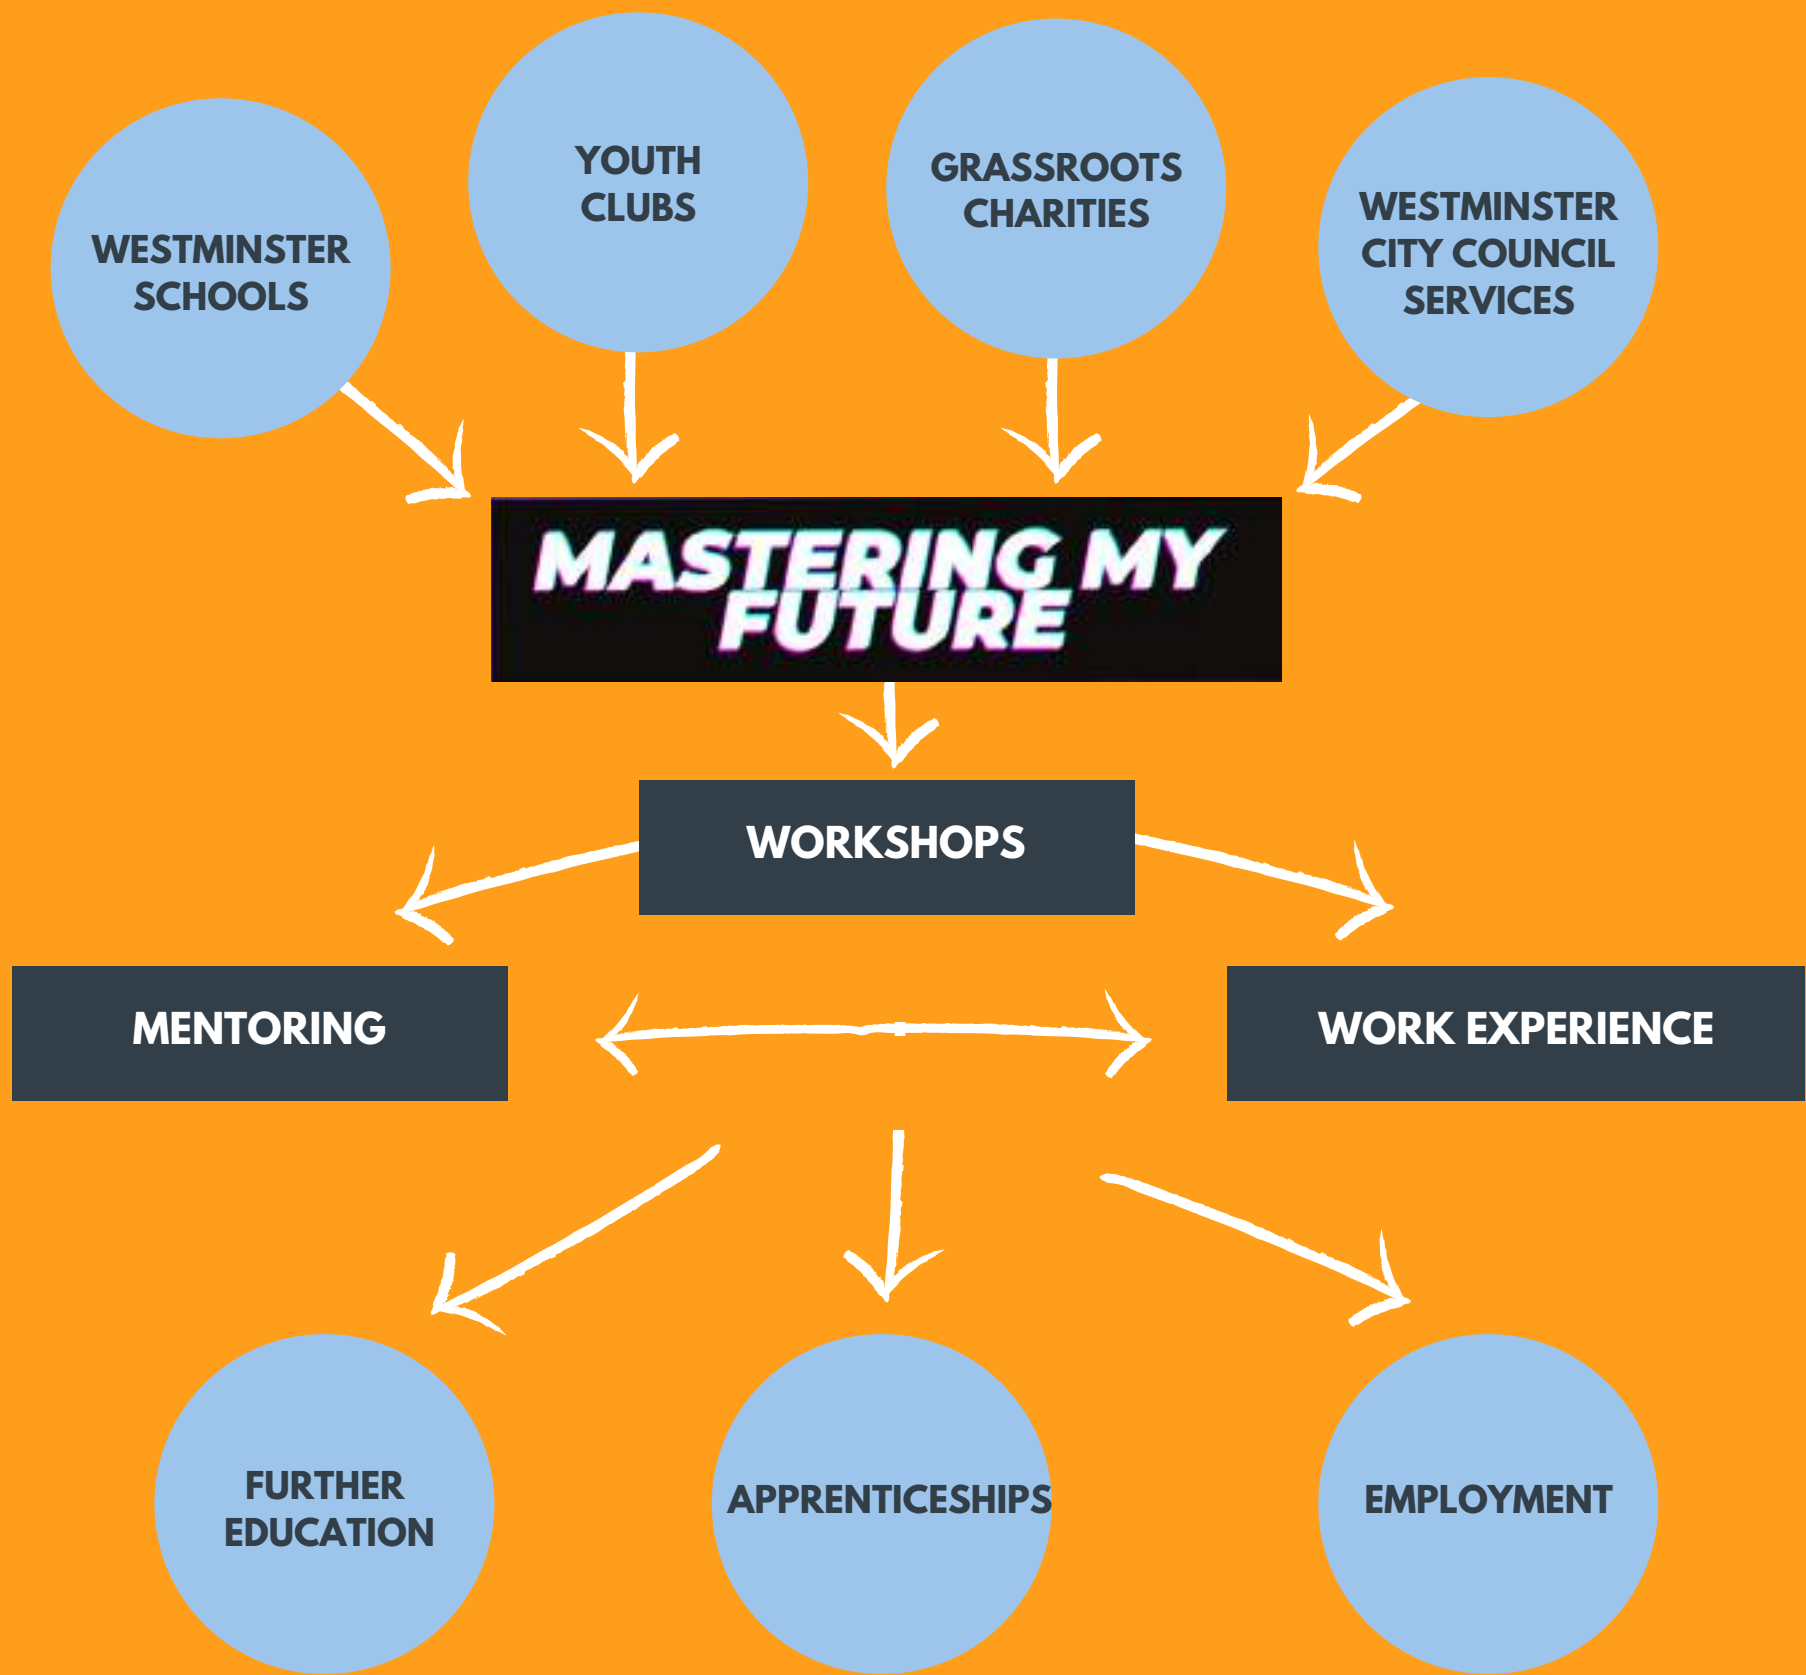 WESTMINSTER
SCHOOLS
YOUTH
CLUBS
GRASSROOTS
CHARITIES
WESTMINSTER
CITY COUNCIL
SERVICES
MASTERING MY
FUTURE
WORKSHOPS
MENTORING
WORK EXPERIENCE
FURTHER
EDUCATION
APPRENTICESHIPS
EMPLOYMENT